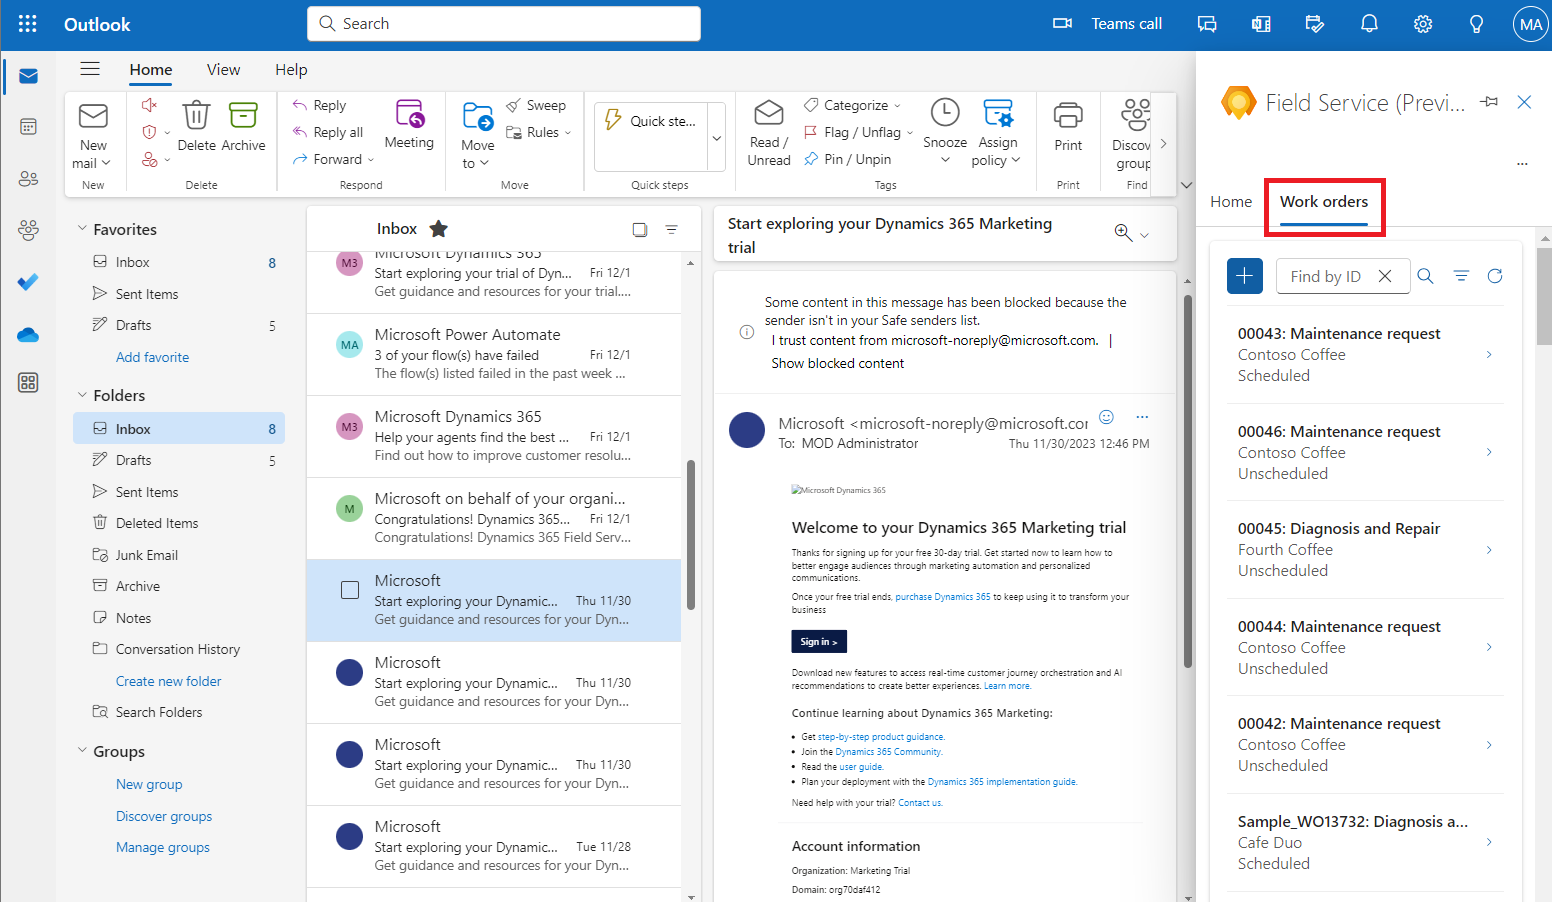 Outlook
Search
Teams call
MA
Home
View
Help
New
mail
New
Delete
Archive
Delete
Reply
Reply all
Forward
Meeting
Respond
Move
to
Sweep
Rules
Move
Quick ste...
Quick steps
Read /
Unread
Categorize
Flag / Unflag
Pin / Unpin
Snooze
Assign
policy
Tags
Print
Print
Discov
group
Find
Favorites
Inbox 8
Sent Items
Drafts 5
Add favorite
Folders
Inbox 8
Drafts 5
Sent Items
Deleted Items
Junk Email
Archive
Notes
Conversation History
Create new folder
Search Folders
Groups
New group
Discover groups
Manage groups
Inbox
M3
Microsoft Dynamics 365
Start exploring your trial of Dyn... Fri 12/1
Get guidance and resources for your trial....
MA
Microsoft Power Automate
3 of your flow(s) have failed Fri 12/1
The flow(s) listed failed in the past week ...
M3
Microsoft Dynamics 365
Help your agents find the best ... Fri 12/1
Find out how to improve customer resolu...
M
Microsoft on behalf of your organi...
Congratulations! Dynamics 365... Fri 12/1
Congratulations! Dynamics 365 Field Serv...
Microsoft
Start exploring your Dynamic... Thu 11/30
Get guidance and resources for your Dyn...
Microsoft
Start exploring your Dynamic... Thu 11/30
Get guidance and resources for your Dyn...
Microsoft
Start exploring your Dynamic... Thu 11/30
Get guidance and resources for your Dyn...
Microsoft
Start exploring your Dynamic... Tue 11/28
Get guidance and resources for your Dyn...
Start exploring your Dynamics 365 Marketing
trial
Some content in this message has been blocked because the
sender isn't in your Safe senders list.
I trust content from microsoft-noreply@microsoft.com. |
Show blocked content
Microsoft <microsoft-noreply@microsoft.cor
To: MOD Administrator Thu 11/30/2023 12:46 PM
Microsoft Dynamics 365
Welcome to your Dynamics 365 Marketing trial
Thanks for signing up for your free 30-day trial. Get started now to learn how to
better engage audiences through marketing automation and personalized
communications.
Once your free trial ends, purchase Dynamics 365 to keep using it to transform your
business
Sign in >
Download new features to access real-time customer journey orchestration and AI
recommendations to create better experiences. Learn more.
Continue learning about Dynamics 365 Marketing:
• Get step-by-step product guidance.
• Join the Dynamics 365 Community.
• Read the user guide.
• Plan your deployment with the Dynamics 365 implementation guide.
Need help with your trial? Contact us.
Account information
Organization: Marketing Trial
Domain: org70daf412
Field Service (Previ...
...
Home
Work orders
Find by ID
00043: Maintenance request
Contoso Coffee
Scheduled
00046: Maintenance request
Contoso Coffee
Unscheduled
00045: Diagnosis and Repair
Fourth Coffee
Unscheduled
00044: Maintenance request
Contoso Coffee
Unscheduled
00042: Maintenance request
Contoso Coffee
Unscheduled
Sample_WO13732: Diagnosis a...
Cafe Duo
Scheduled